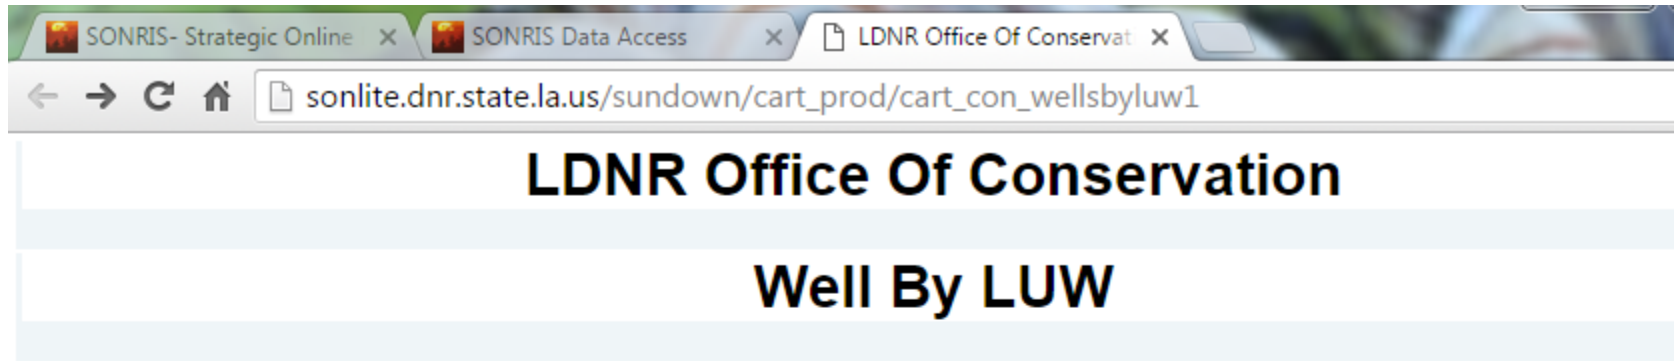 SONRIS- Strategic Online
SONRIS Data Access
LDNR Office Of Conservat
sonlite.dnr.state.la.us/sundown/cart_prod/cart_con_wellsbyluw1
LDNR Office Of Conservation
Well By LUW